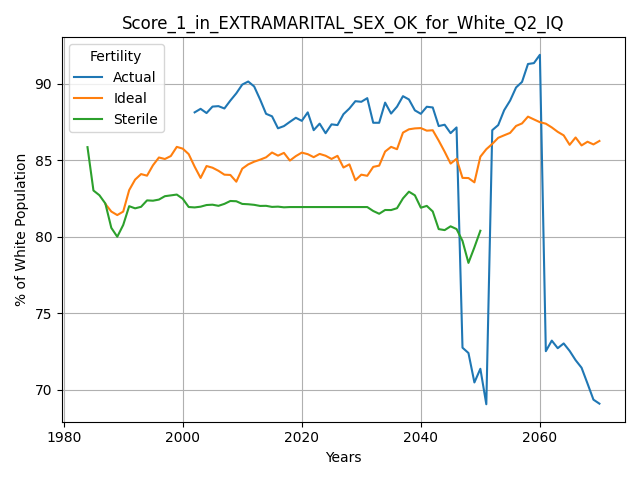 Score_1_in_EXTRAMARITAL_SEX_OK_for_White_Q2_IQ
Fertility
Actual
Ideal
Sterile
% of White Population
90
85
80
75
70
1980
2000
2020
2040
2060
Years